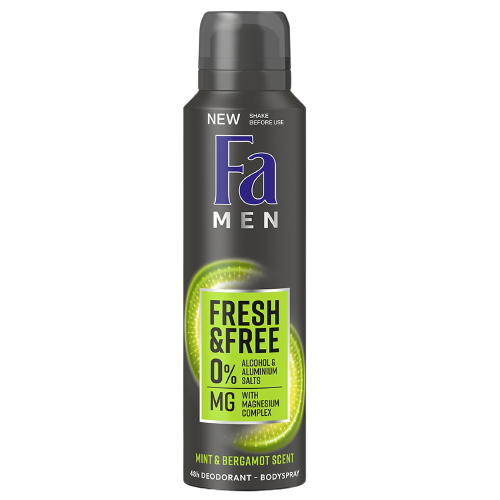 NEW
SHAKE
BEFORE USE
Fa
MEN
FRESH
&FREE
0%
ALCOHOL &
ALUMINIUM
SALTS
MG
WITH
MAGNESIUM
COMPLEX
MINT & BERGAMOT SCENT
48H DEODORANT - BODYSPRAY